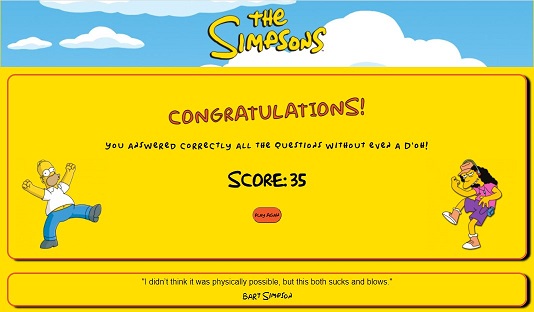 THE
SIMPSONS
CONGRATULATIONS!
YOU ANSWERED CORRECTLY ALL THE QUESTIONS WITHOUT EVEN A D'OH!
SCORE: 35
PLAY AGAIN
"I didn't think it was physically possible, but this both sucks and blows."
BART SIMPSON